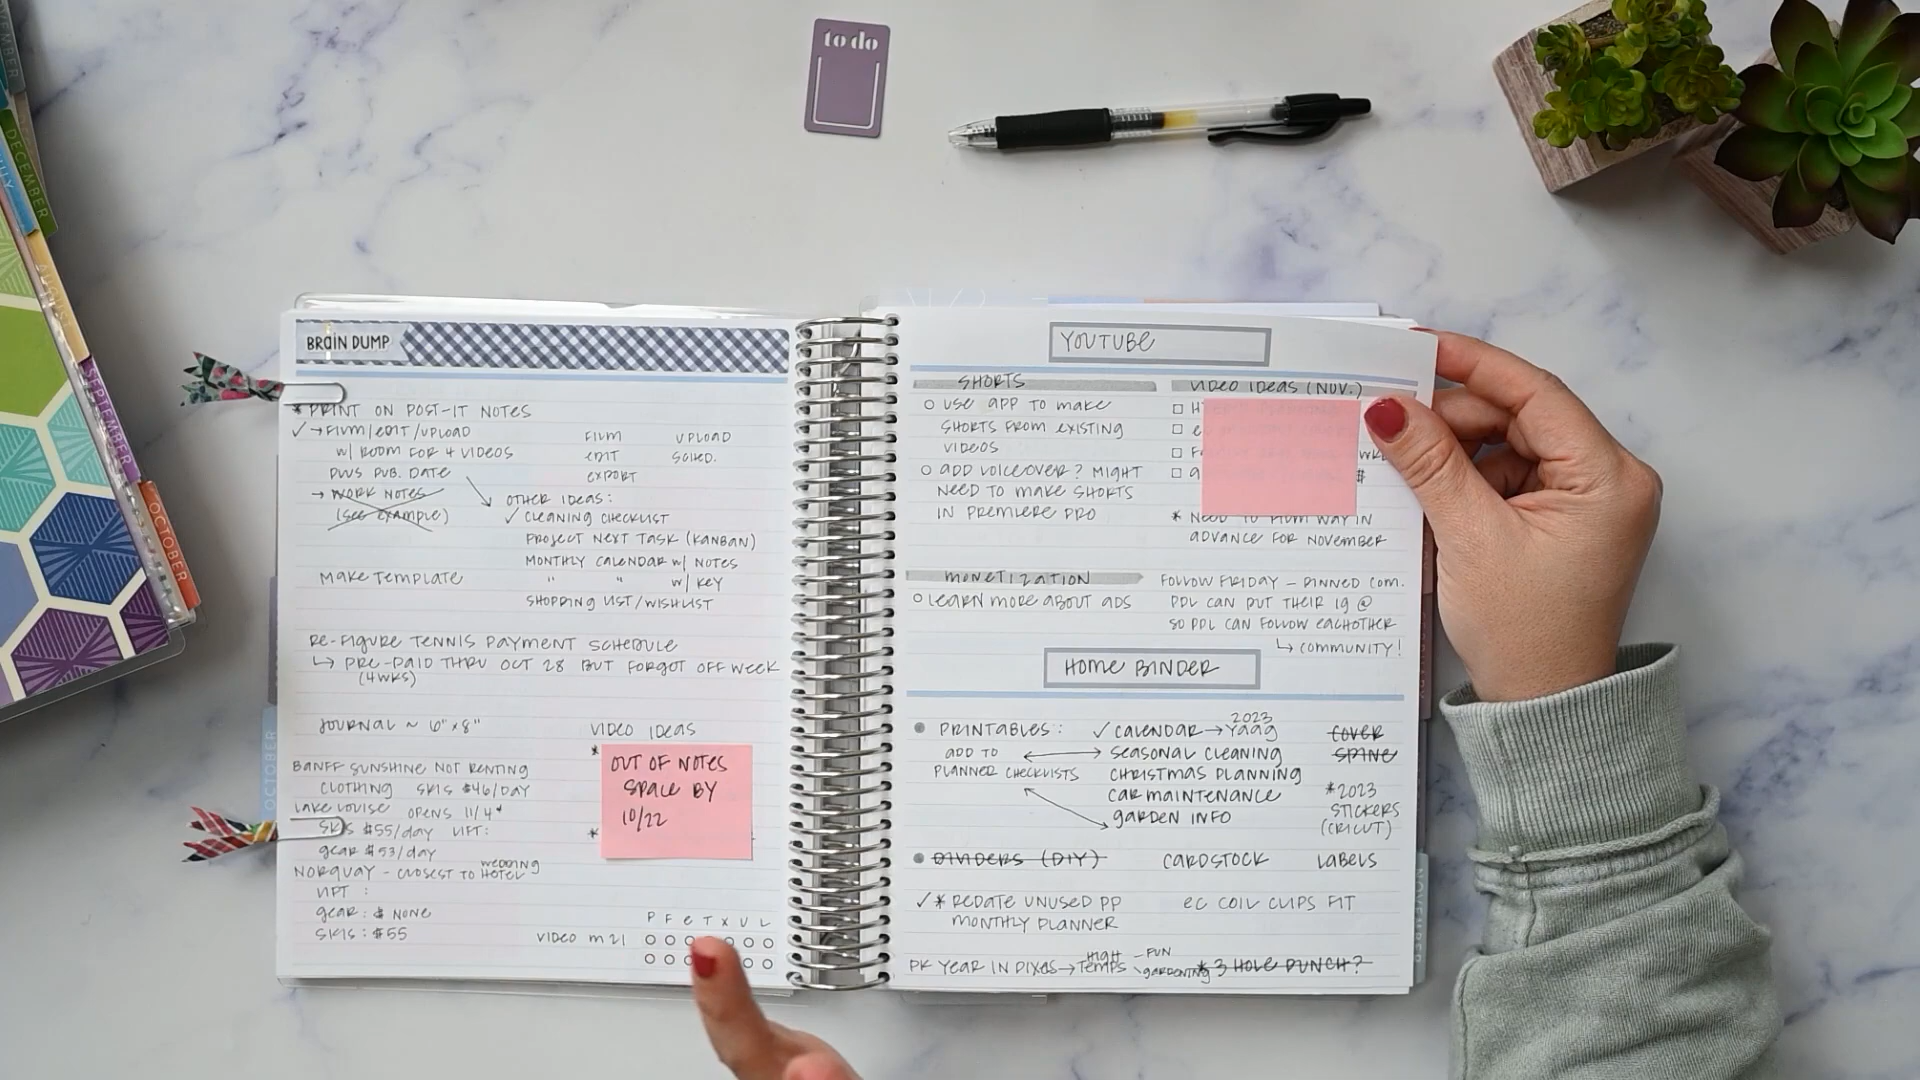 to do
DECEMBER
AUGUST
SEPTEMBER
OCTOBER
BRAIN DUMP
* PRINT ON POST-IT NOTES
✓ → FILM/EDIT/UPLOAD
W/ ROOM FOR 4 VIDEOS
PLUS PUB. DATE
→ WORK NOTES
(SEE EXAMPLE)
FILM UPLOAD
EDIT SCHED.
EXPORT
OTHER IDEAS:
✓ CLEANING CHECKLIST
PROJECT NEXT TASK (KANBAN)
MONTHLY CALENDAR W/ NOTES
" " W/ KEY
SHOPPING LIST/WISHLIST
MAKE TEMPLATE
RE-FIGURE TENNIS PAYMENT SCHEDULE
↳ PRE-PAID THRU OCT 28 BUT FORGOT OFF WEEK
(4WKS)
JOURNAL ~ 6" x 8"
BANFF SUNSHINE NOT RENTING
CLOTHING SKIS $46/DAY
LAKE LOUISE OPENS 11/4*
SKIS $55/day LIFT:
gear $53/day
NORQUAY - CLOSEST TO wedding HOTEL
LIFT:
gear: $ NONE
SKIS: $55
VIDEO IDEAS
*
OUT OF NOTES
SPACE BY
10/22
*
P F E T X U L
VIDEO M21
OCTOBER
YOUTUBE
SHORTS
○ USE APP TO MAKE
SHORTS FROM EXISTING
VIDEOS
○ ADD VOICEOVER? MIGHT
NEED TO MAKE SHORTS
IN PREMIERE PRO
VIDEO IDEAS (NOV.)
* NEED TO FILM WAY IN
ADVANCE FOR NOVEMBER
MONETIZATION
○ LEARN MORE ABOUT ADS
FOLLOW FRIDAY - PINNED COM.
PPL CAN PUT THEIR IG @
SO PPL CAN FOLLOW EACHOTHER
↳ COMMUNITY!
HOME BINDER
• PRINTABLES: ✓ CALENDAR → 2023 YAAG
ADD TO SEASONAL CLEANING
PLANNER CHECKLISTS CHRISTMAS PLANNING
CAR MAINTENANCE
GARDEN INFO
COVER
SPINE
*2023
STICKERS
(CRICUT)
• DIVIDERS (DIY) CARDSTOCK LABELS
✓ * REDATE UNUSED PP
MONTHLY PLANNER
EC COIL CLIPS FIT
PK YEAR IN PIXELS → HIGH TEMPS - FUN
GARDENING
* 3 HOLE PUNCH?
NOVEMBER